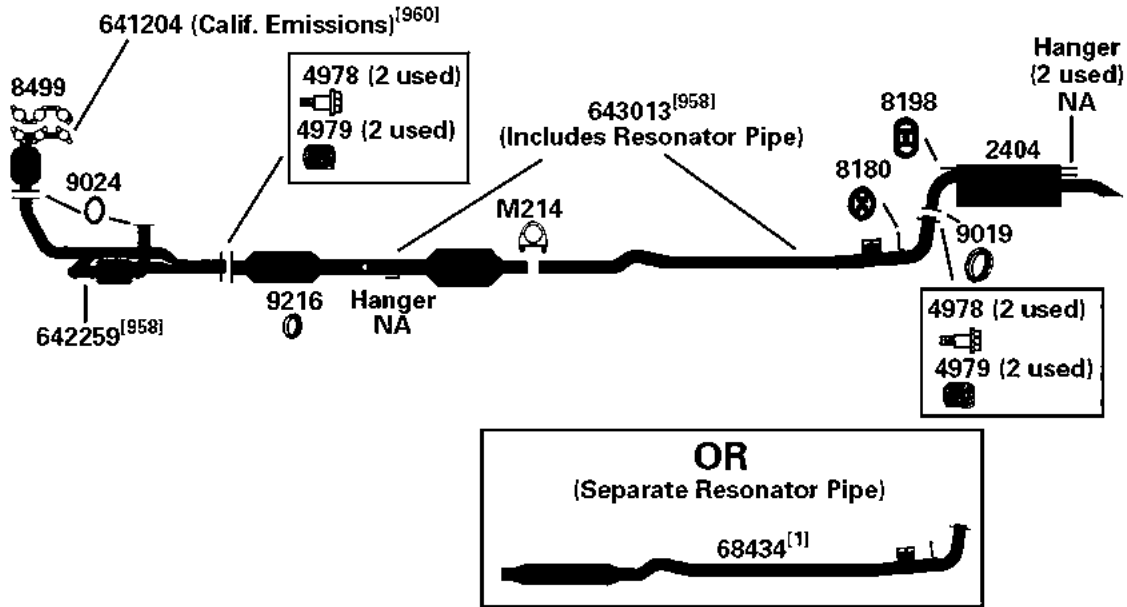 641204 (Calif. Emissions)[960]
8499
4978 (2 used)
4979 (2 used)
643013[958]
(Includes Resonator Pipe)
Hanger
(2 used)
NA
8198
2404
9024
8180
M214
9019
9216
Hanger
NA
642259[958]
4978 (2 used)
4979 (2 used)
OR
(Separate Resonator Pipe)
68434[1]